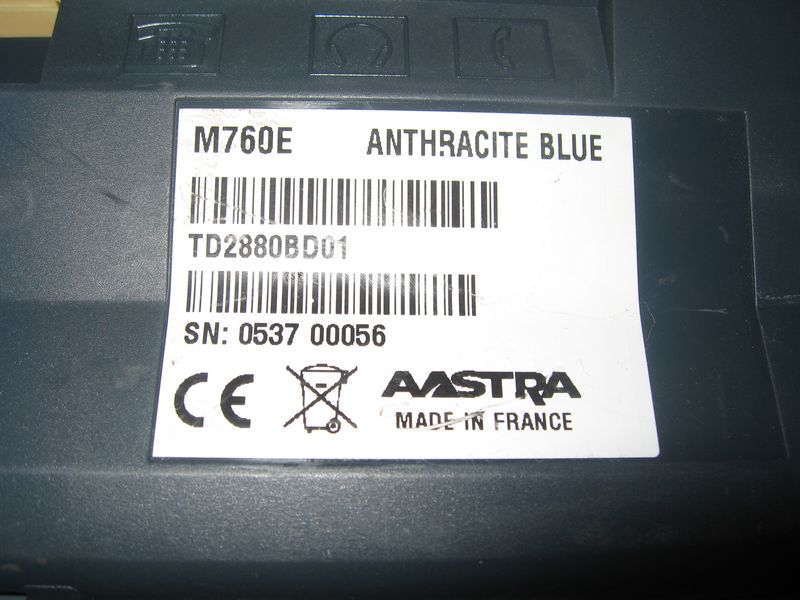 M760E ANTHRACITE BLUE
TD2880BD01
SN: 0537 00056
CE AASTRA
MADE IN FRANCE